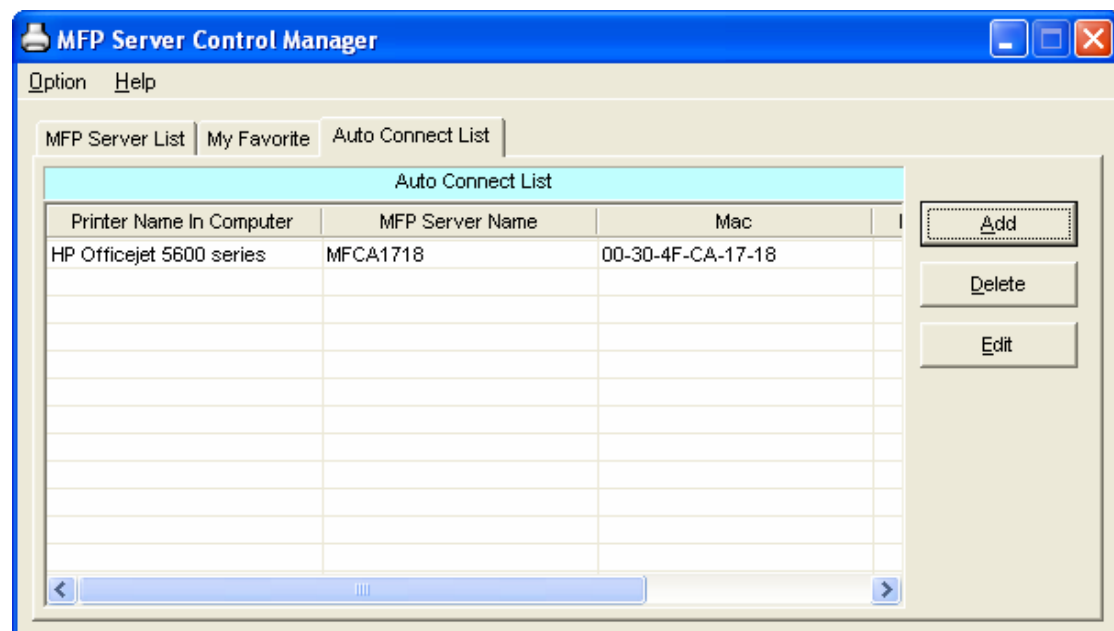 MFP Server Control Manager
Option Help
MFP Server List My Favorite Auto Connect List
Auto Connect List
Printer Name In Computer MFP Server Name Mac
HP Officejet 5600 series MFCA1718 00-30-4F-CA-17-18
Add
Delete
Edit